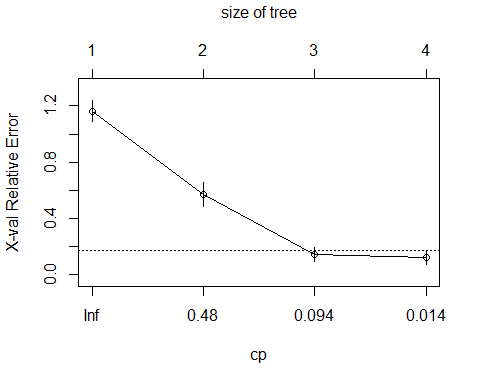 size of tree
1 2 3 4
X-val Relative Error
1.2
0.8
0.4
0.0
Inf 0.48 0.094 0.014
cp